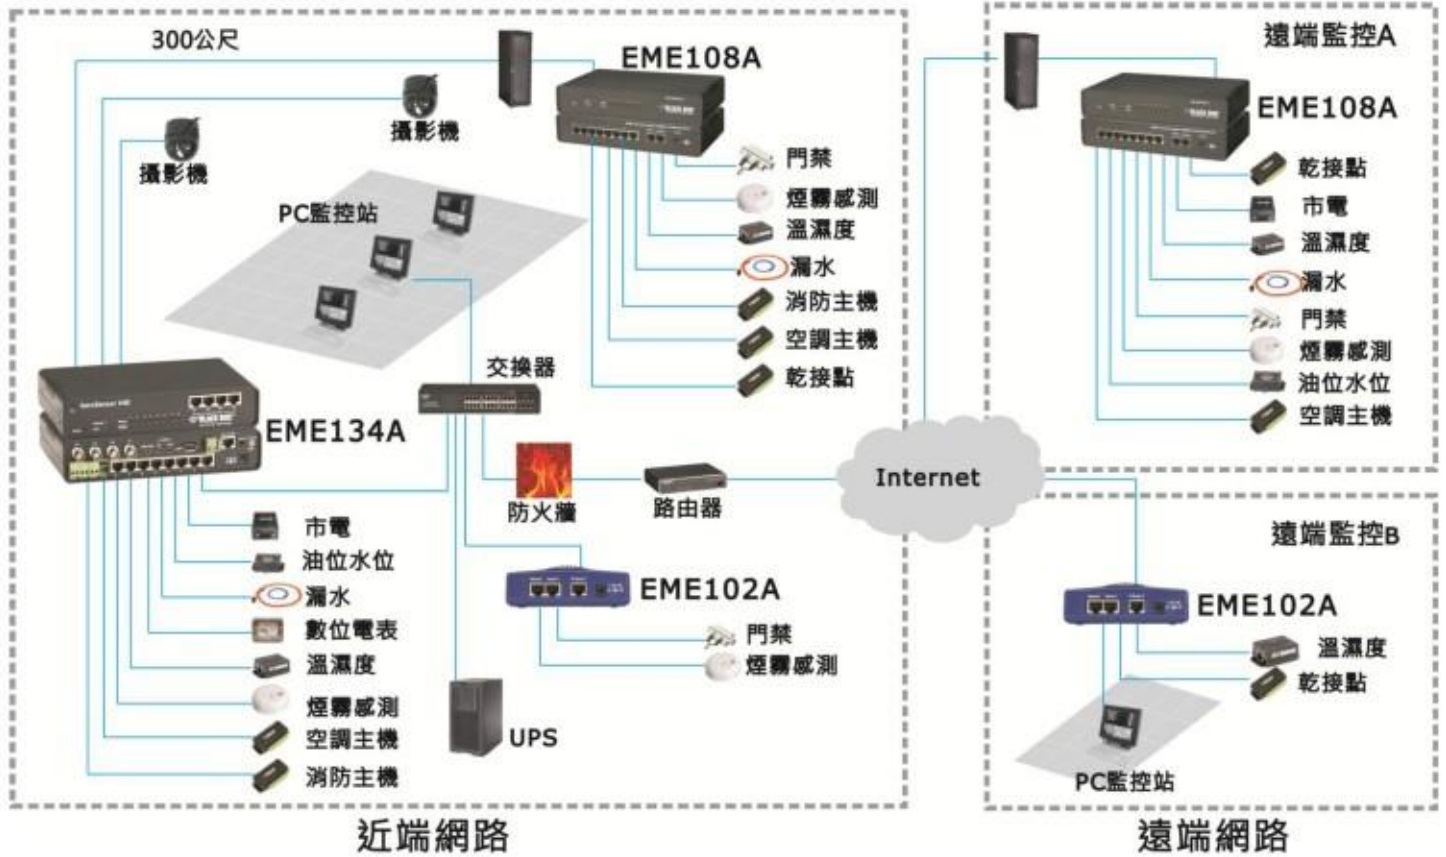 300公尺
EME108A
攝影機
攝影機
PC監控站
門禁
煙霧感測
溫濕度
漏水
消防主機
空調主機
乾接點
交換器
EME134A
防火牆
路由器
Internet
市電
油位水位
漏水
數位電表
溫濕度
煙霧感測
空調主機
消防主機
EME102A
門禁
煙霧感測
UPS
近端網路
遠端監控A
EME108A
乾接點
市電
溫濕度
漏水
門禁
煙霧感測
油位水位
空調主機
遠端監控B
EME102A
溫濕度
乾接點
PC監控站
遠端網路